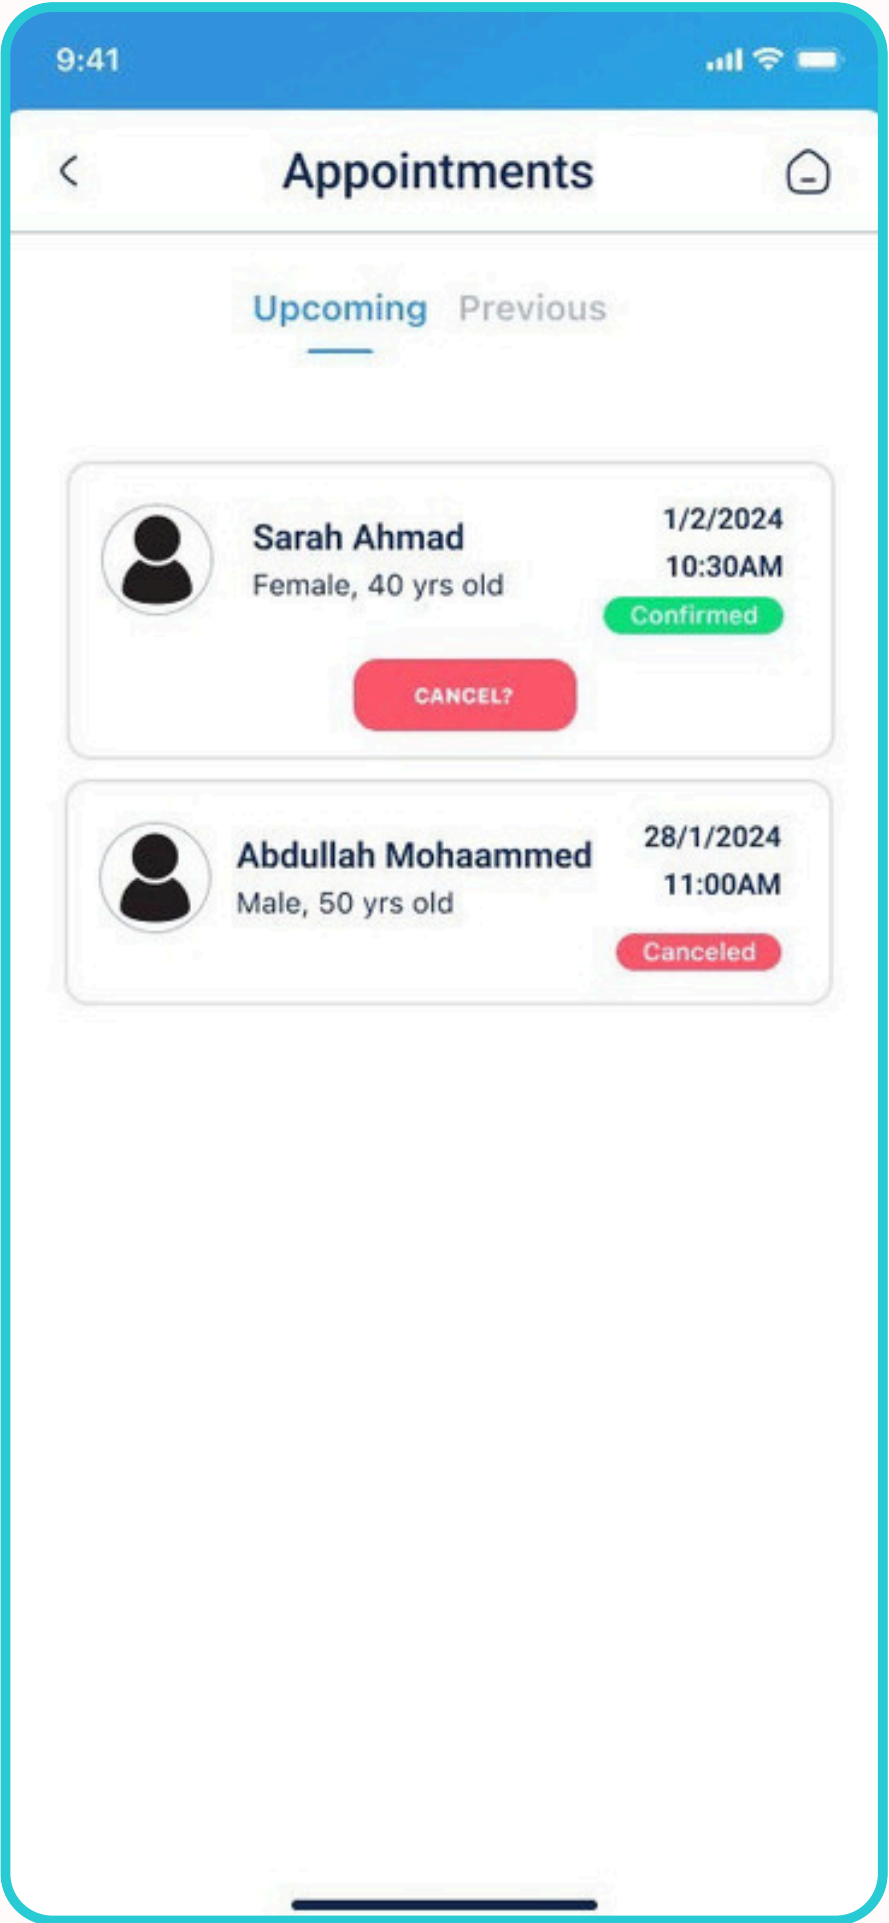 9:41
Appointments
Upcoming Previous
Sarah Ahmad
Female, 40 yrs old
1/2/2024
10:30AM
Confirmed
CANCEL?
Abdullah Mohaammed
Male, 50 yrs old
28/1/2024
11:00AM
Canceled